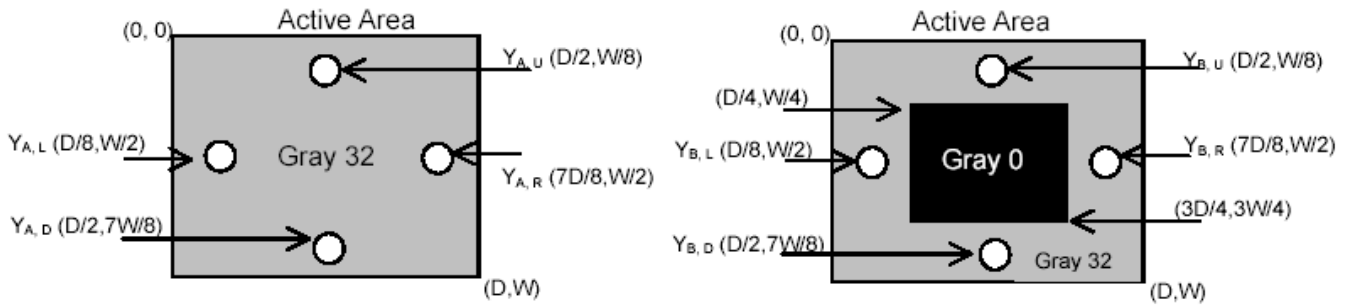 Active Area
(0, 0)
YA, U (D/2,W/8)
YA, L (D/8,W/2)
Gray 32
YA, R (7D/8,W/2)
YA, D (D/2,7W/8)
(D,W)
Active Area
(0, 0)
YB, U (D/2,W/8)
(D/4,W/4)
YB, L (D/8,W/2)
Gray 0
YB, R (7D/8,W/2)
(3D/4,3W/4)
YB, D (D/2,7W/8)
Gray 32
(D,W)